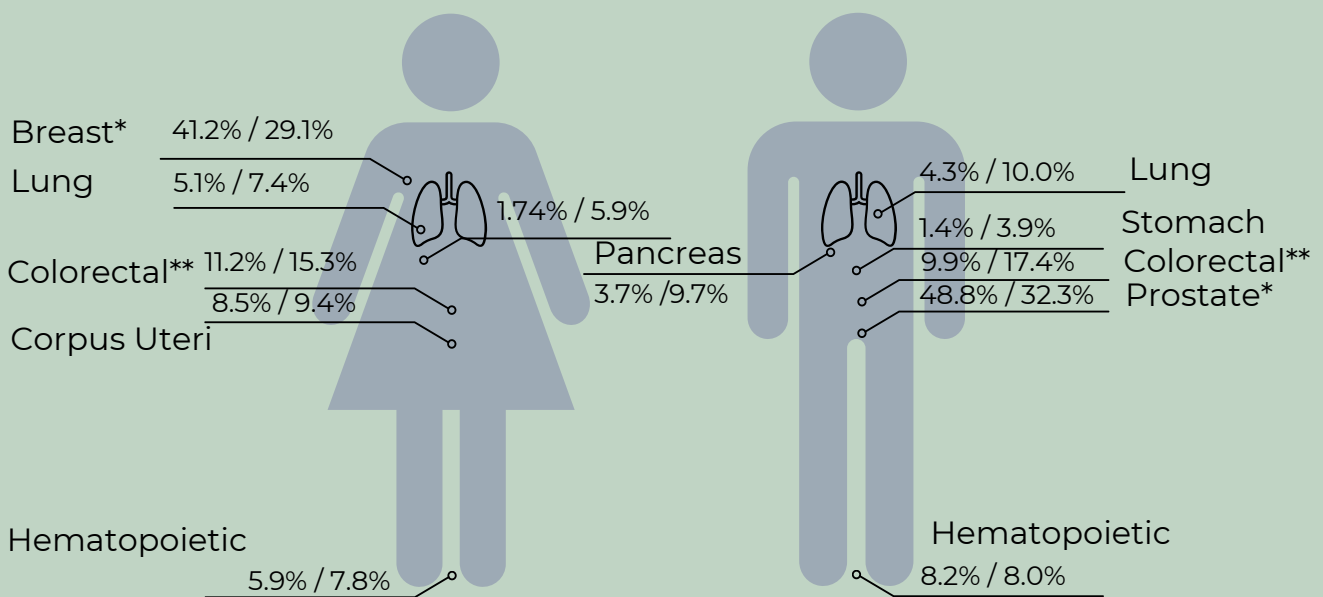 Breast* 41.2% / 29.1%
Lung 5.1% / 7.4%
1.74% / 5.9%
Colorectal** 11.2% / 15.3%
8.5% / 9.4%
Corpus Uteri
Hematopoietic
5.9% / 7.8%
Pancreas
3.7% /9.7%
4.3% / 10.0% Lung
1.4% / 3.9% Stomach
9.9% / 17.4% Colorectal**
48.8% / 32.3% Prostate*
Hematopoietic
8.2% / 8.0%